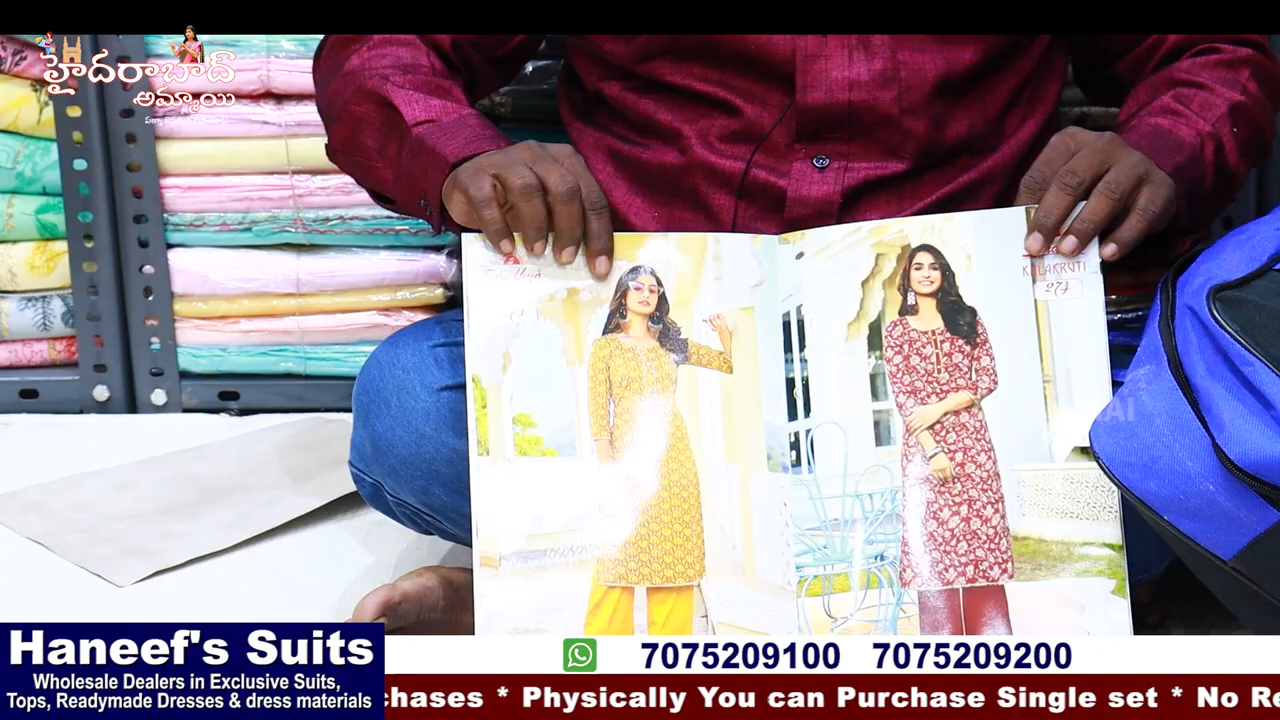 హైదరాబాద్
అమ్మాయి
KALAKRUTI
274
Haneef's Suits
Wholesale Dealers in Exclusive Suits,
Tops, Readymade Dresses & dress materials
7075209100 7075209200
chases * Physically You can Purchase Single set * No Re